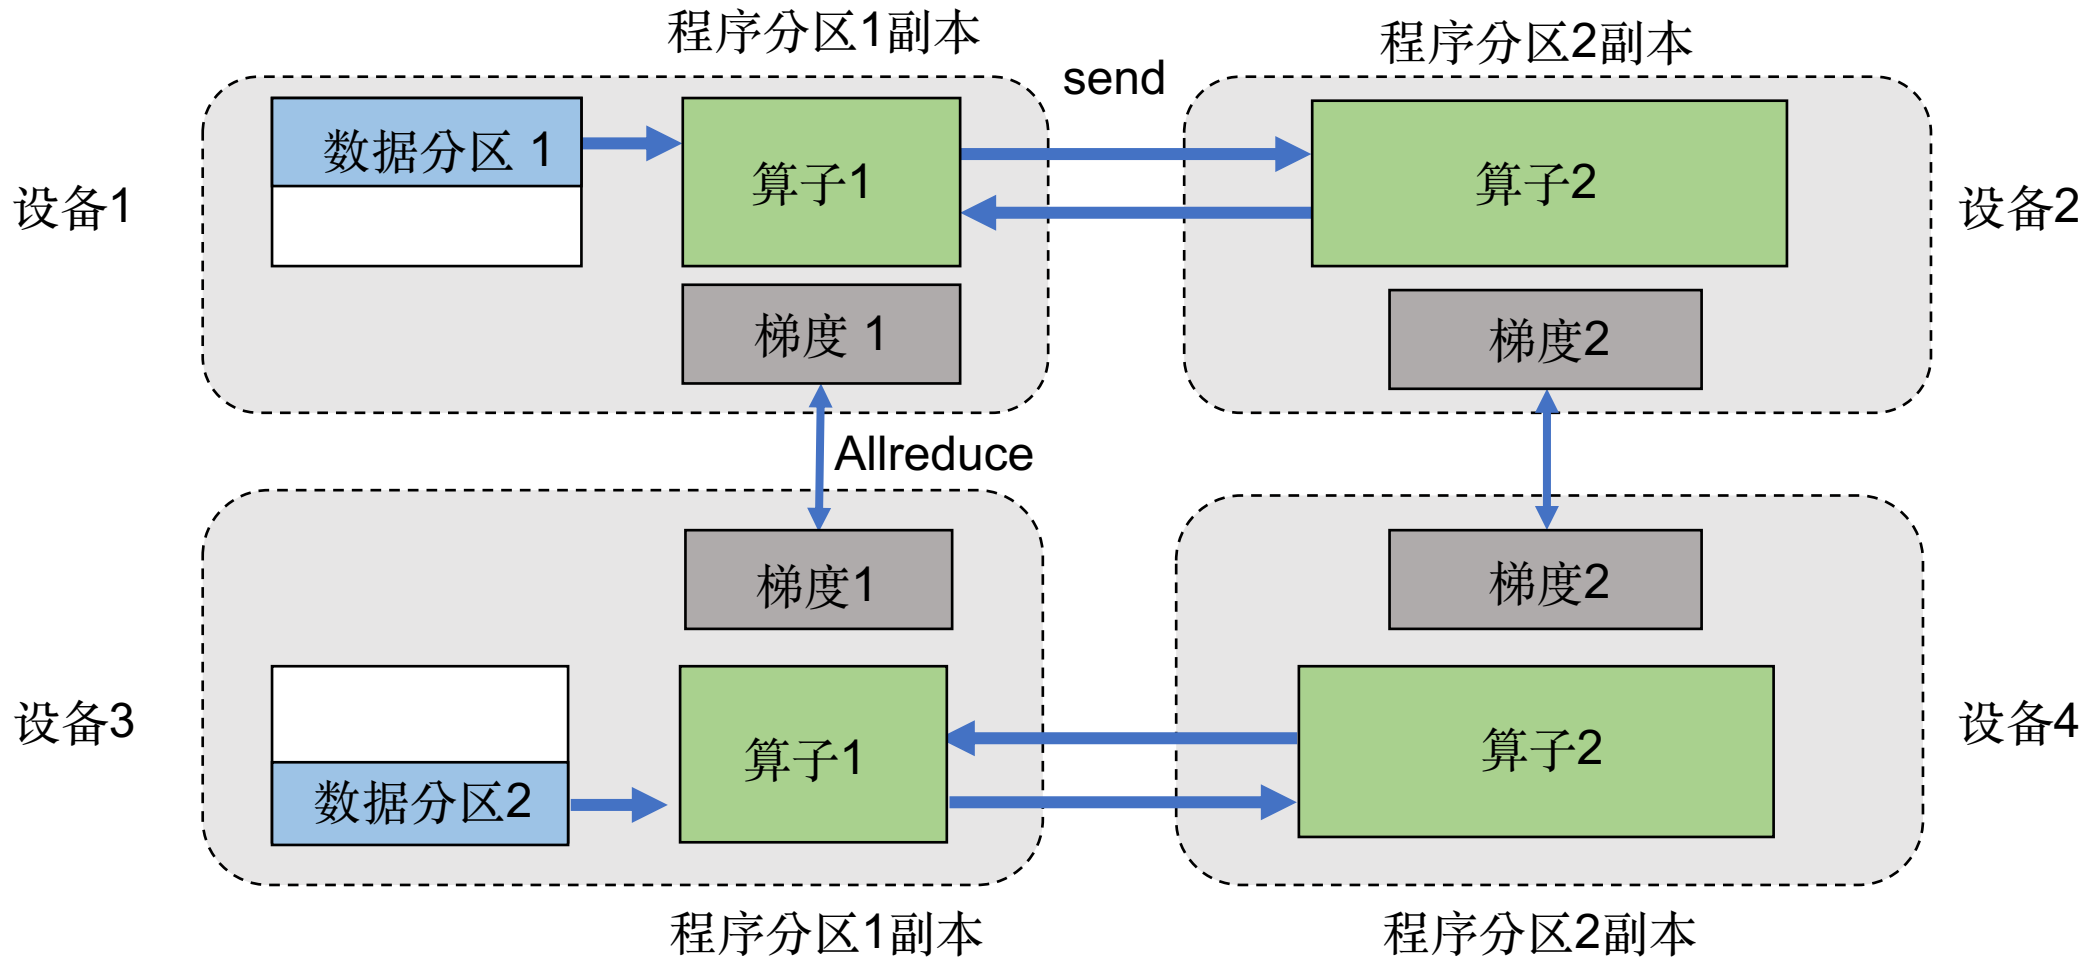 程序分区1副本
程序分区2副本
send
数据分区 1
算子1
算子2
设备1
设备2
梯度 1
梯度2
Allreduce
梯度1
梯度2
设备3
算子1
算子2
设备4
数据分区2
程序分区1副本
程序分区2副本